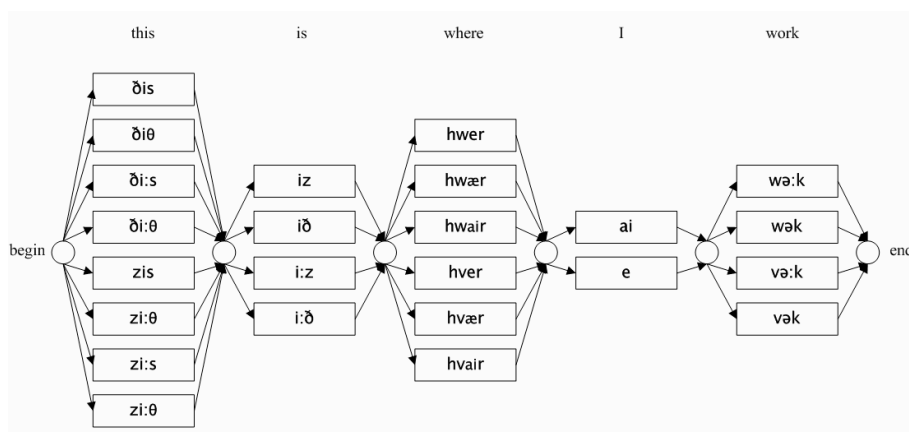 this is where I work
ðis
ðiθ
hwer
ði:s iz hwær wə:k
ði:θ ið hwair ai wək
begin end
zis i:z hver e və:k
zi:θ i:ð hvær vək
zi:s hvair
zi:θ